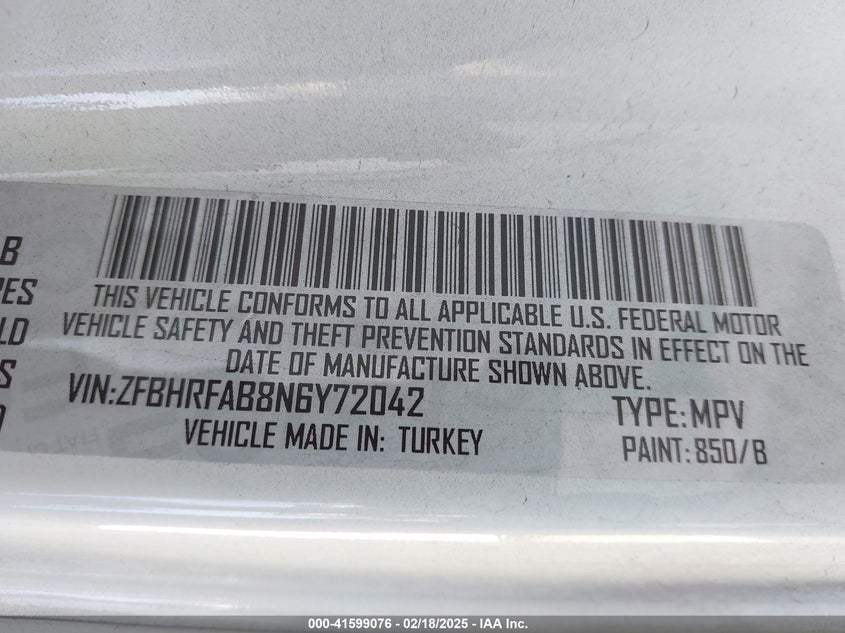 B
ES
LD
S
THIS VEHICLE CONFORMS TO ALL APPLICABLE U.S. FEDERAL MOTOR
VEHICLE SAFETY AND THEFT PREVENTION STANDARDS IN EFFECT ON THE
DATE OF MANUFACTURE SHOWN ABOVE.
VIN:ZFBHRFAB8N6Y72042 TYPE:MPV
VEHICLE MADE IN: TURKEY PAINT:850/B
000-41599076 - 02/18/2025 - IAA Inc.